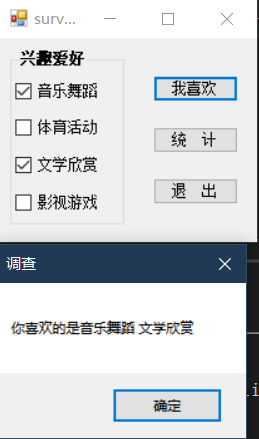 surv...
兴趣爱好
音乐舞蹈
我喜欢
体育活动
统 计
文学欣赏
退 出
影视游戏
调查
你喜欢的是音乐舞蹈 文学欣赏
确定